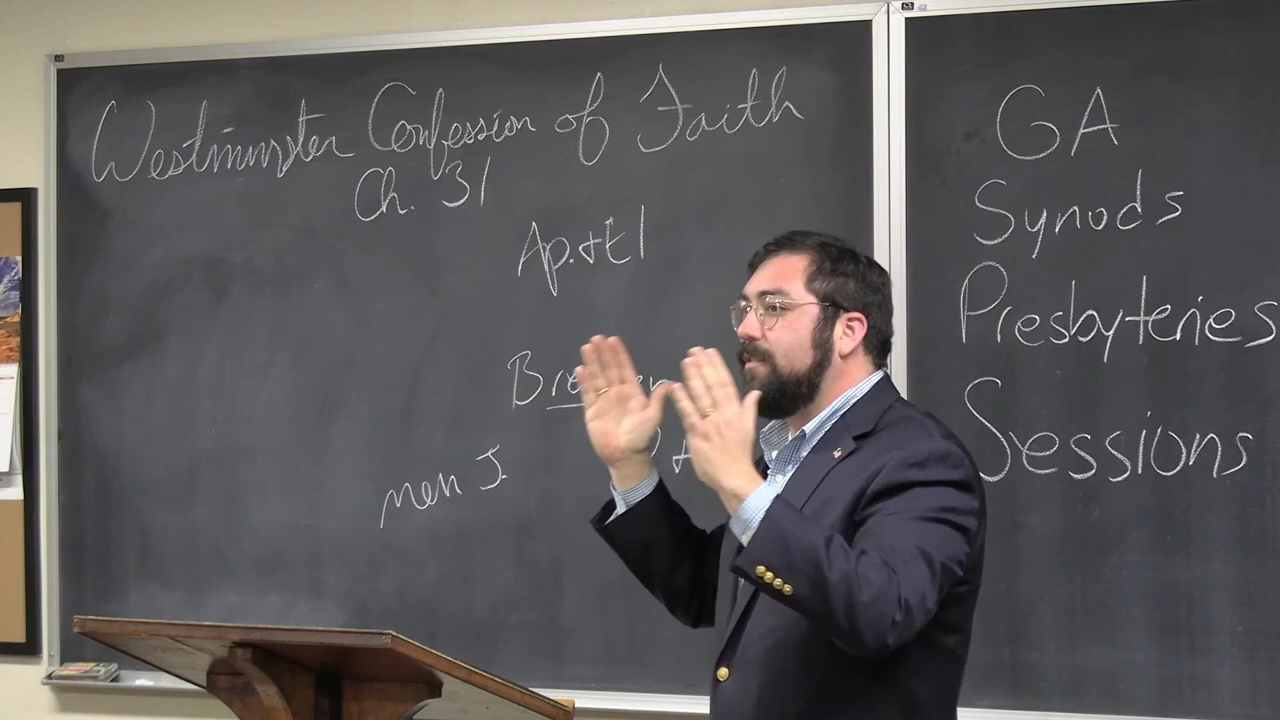 Westminster Confession of Faith
Ch. 31
Ap. & El
men J.
GA
Synods
Presbyteries
Sessions